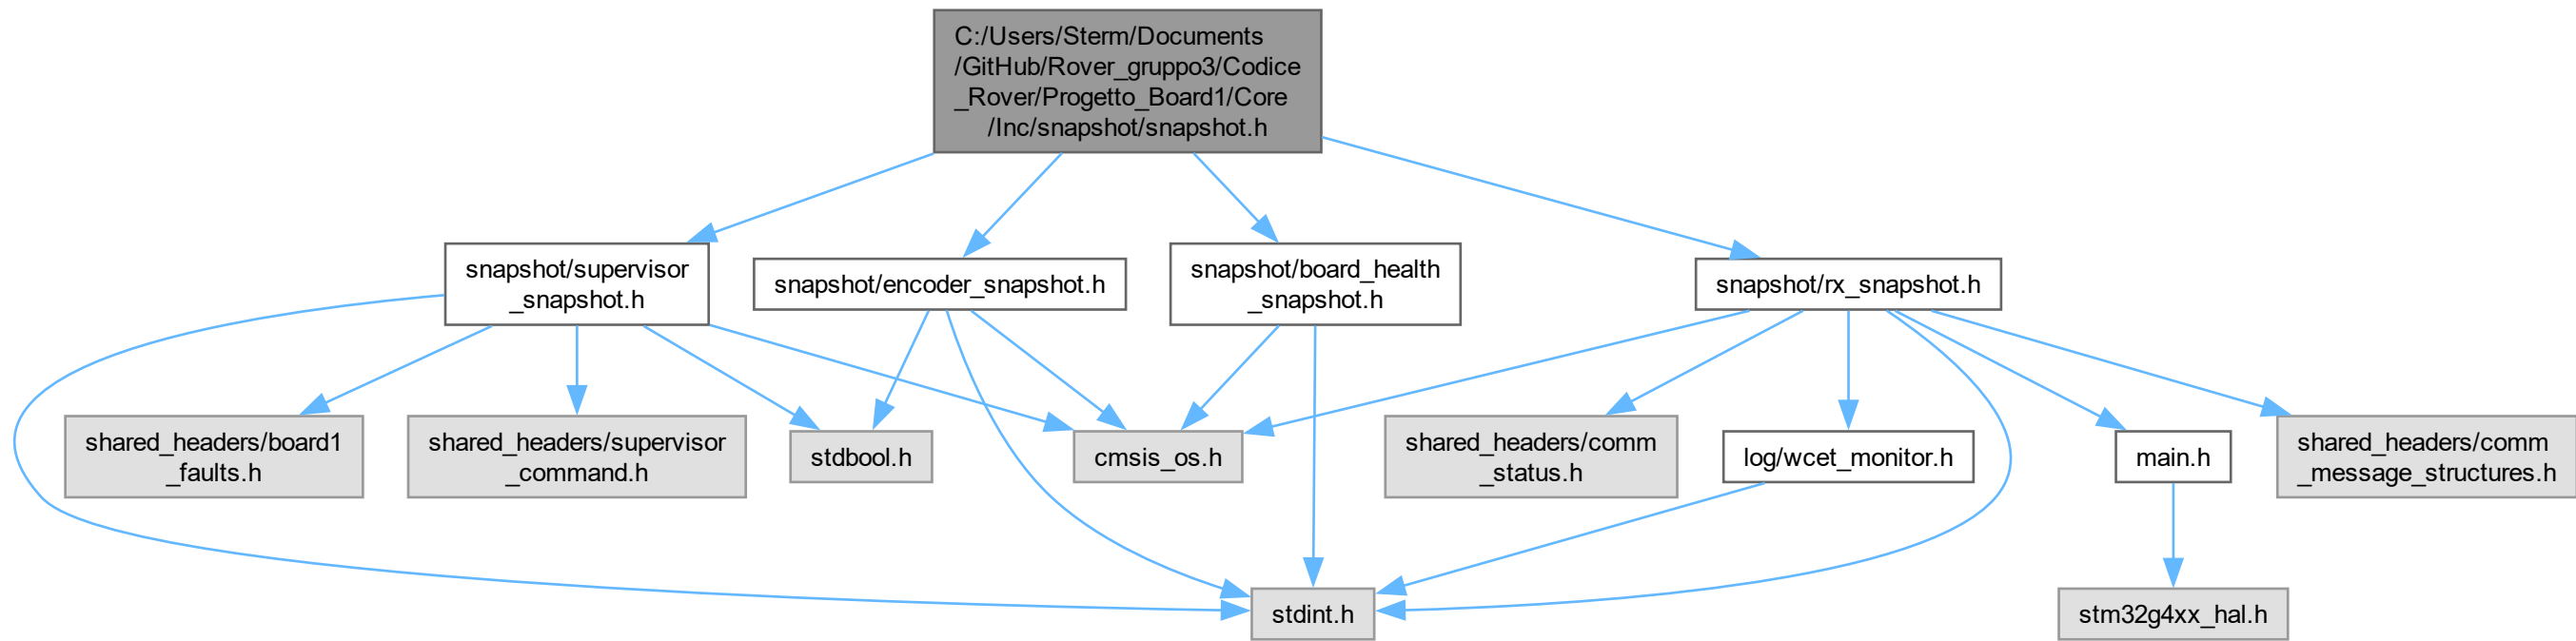 C:/Users/Sterm/Documents
/GitHub/Rover_gruppo3/Codice
_Rover/Progetto_Board1/Core
/Inc/snapshot/snapshot.h
snapshot/supervisor
_snapshot.h
snapshot/encoder_snapshot.h
snapshot/board_health
_snapshot.h
snapshot/rx_snapshot.h
shared_headers/board1
_faults.h
shared_headers/supervisor
_command.h
stdbool.h
cmsis_os.h
shared_headers/comm
_status.h
log/wcet_monitor.h
main.h
shared_headers/comm
_message_structures.h
stdint.h
stm32g4xx_hal.h